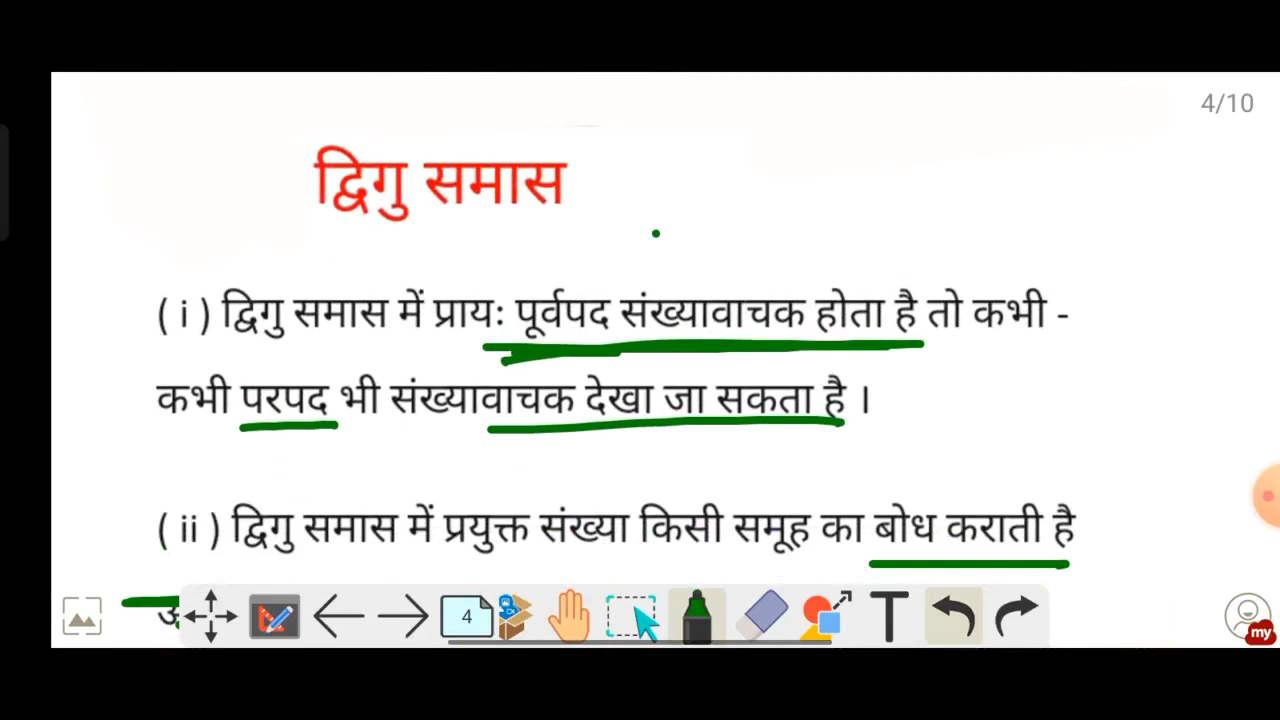 4/10
द्विगु समास
( i ) द्विगु समास में प्रायः पूर्वपद संख्यावाचक होता है तो कभी -
कभी परपद भी संख्यावाचक देखा जा सकता है ।
( ii ) द्विगु समास में प्रयुक्त संख्या किसी समूह का बोध कराती है
4
T
my